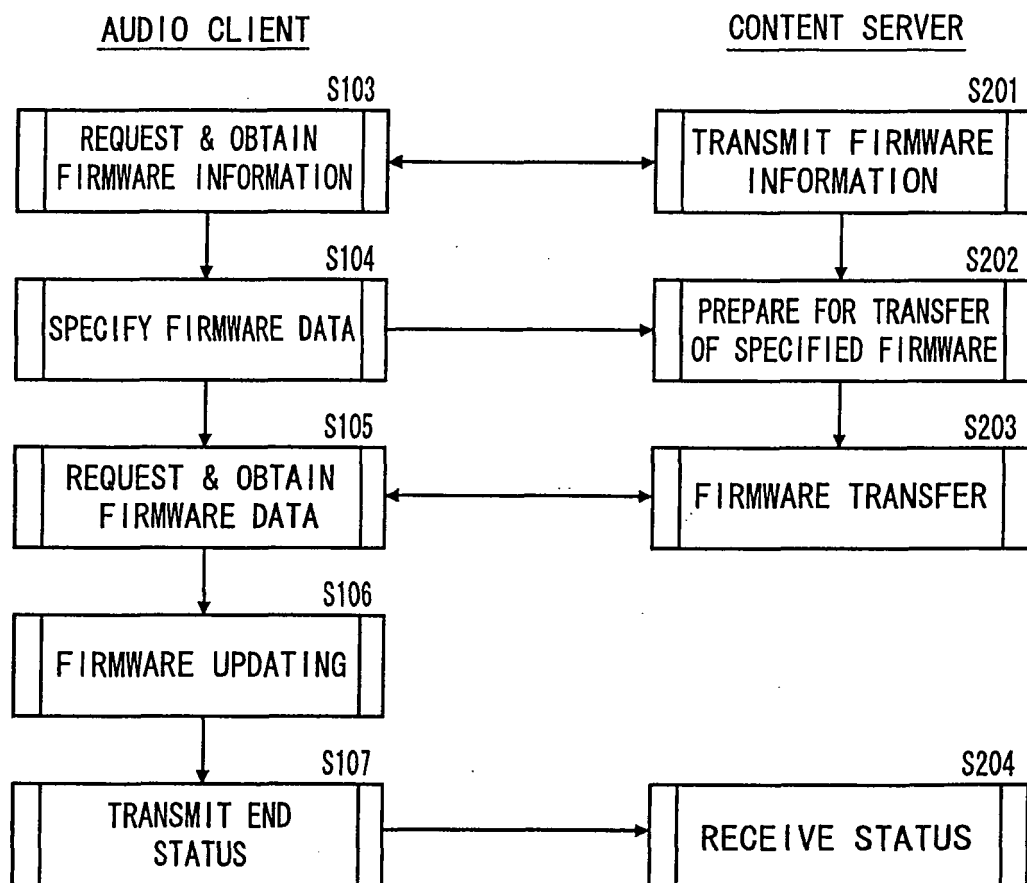 AUDIO CLIENT
CONTENT SERVER
S103
REQUEST & OBTAIN
FIRMWARE INFORMATION
S201
TRANSMIT FIRMWARE
INFORMATION
S104
SPECIFY FIRMWARE DATA
S202
PREPARE FOR TRANSFER
OF SPECIFIED FIRMWARE
S105
REQUEST & OBTAIN
FIRMWARE DATA
S203
FIRMWARE TRANSFER
S106
FIRMWARE UPDATING
S107
TRANSMIT END
STATUS
S204
RECEIVE STATUS